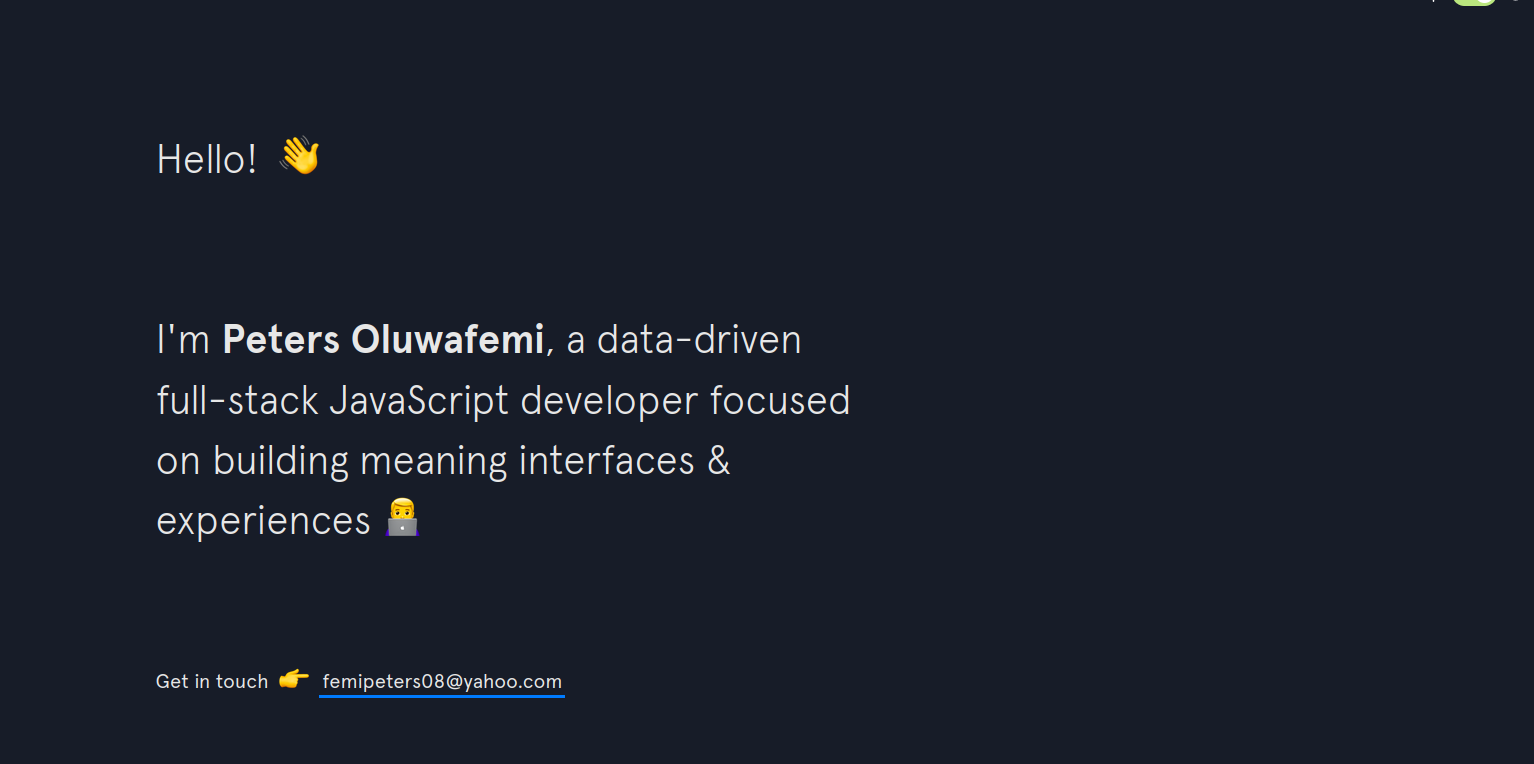 Hello! 👋
I'm Peters Oluwafemi, a data-driven
full-stack JavaScript developer focused
on building meaning interfaces &
experiences 👨‍💻
Get in touch 👉 femipeters08@yahoo.com